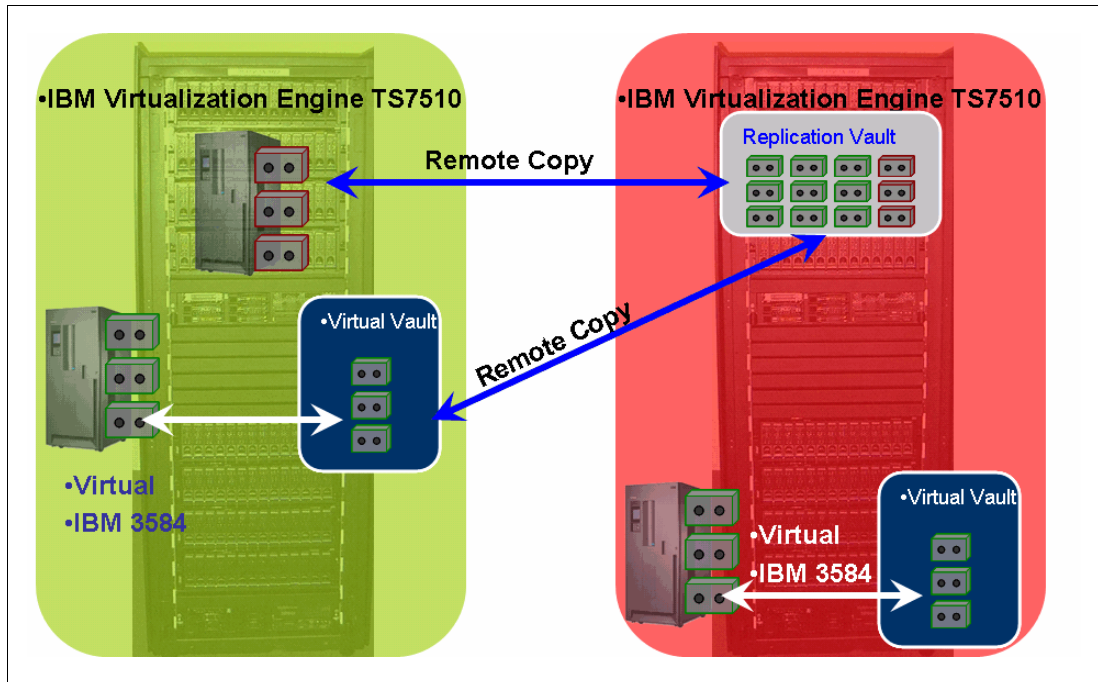 •IBM Virtualization Engine TS7510
•Virtual Vault
•Virtual
•IBM 3584
Remote Copy
Remote Copy
•IBM Virtualization Engine TS7510
Replication Vault
•Virtual
•IBM 3584
•Virtual Vault